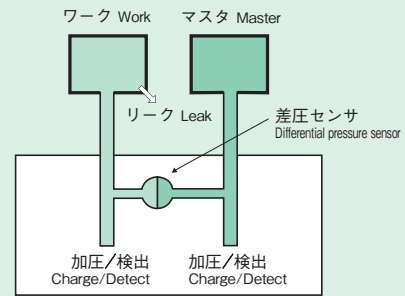 ワーク Work
マスタ Master
リーク Leak
差圧センサ
Differential pressure sensor
加圧/検出
Charge/Detect
加圧/検出
Charge/Detect